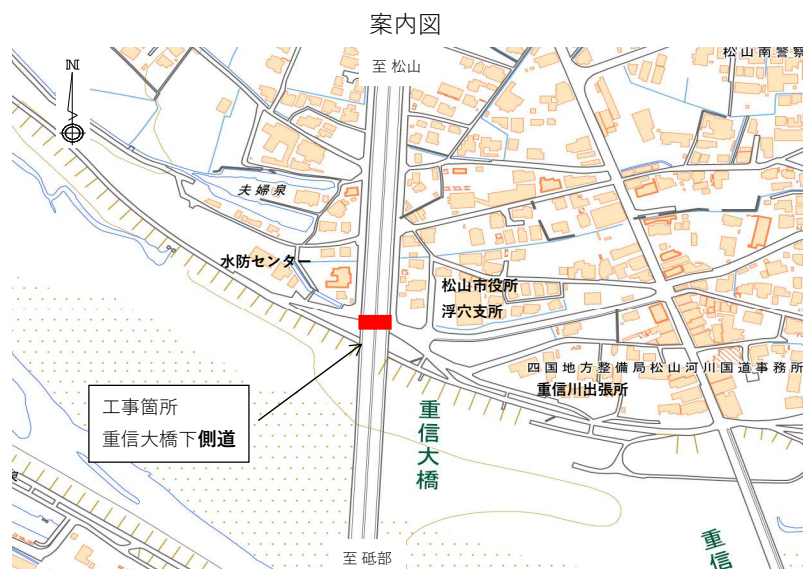 案内図
松山南警察
至 松山
N
夫婦泉
水防センター
松山市役所
浮穴支所
四国地方整備局松山河川国道事務所
重信川出張所
工事箇所
重信大橋下側道
重信大橋
泉
至 砥部
重信